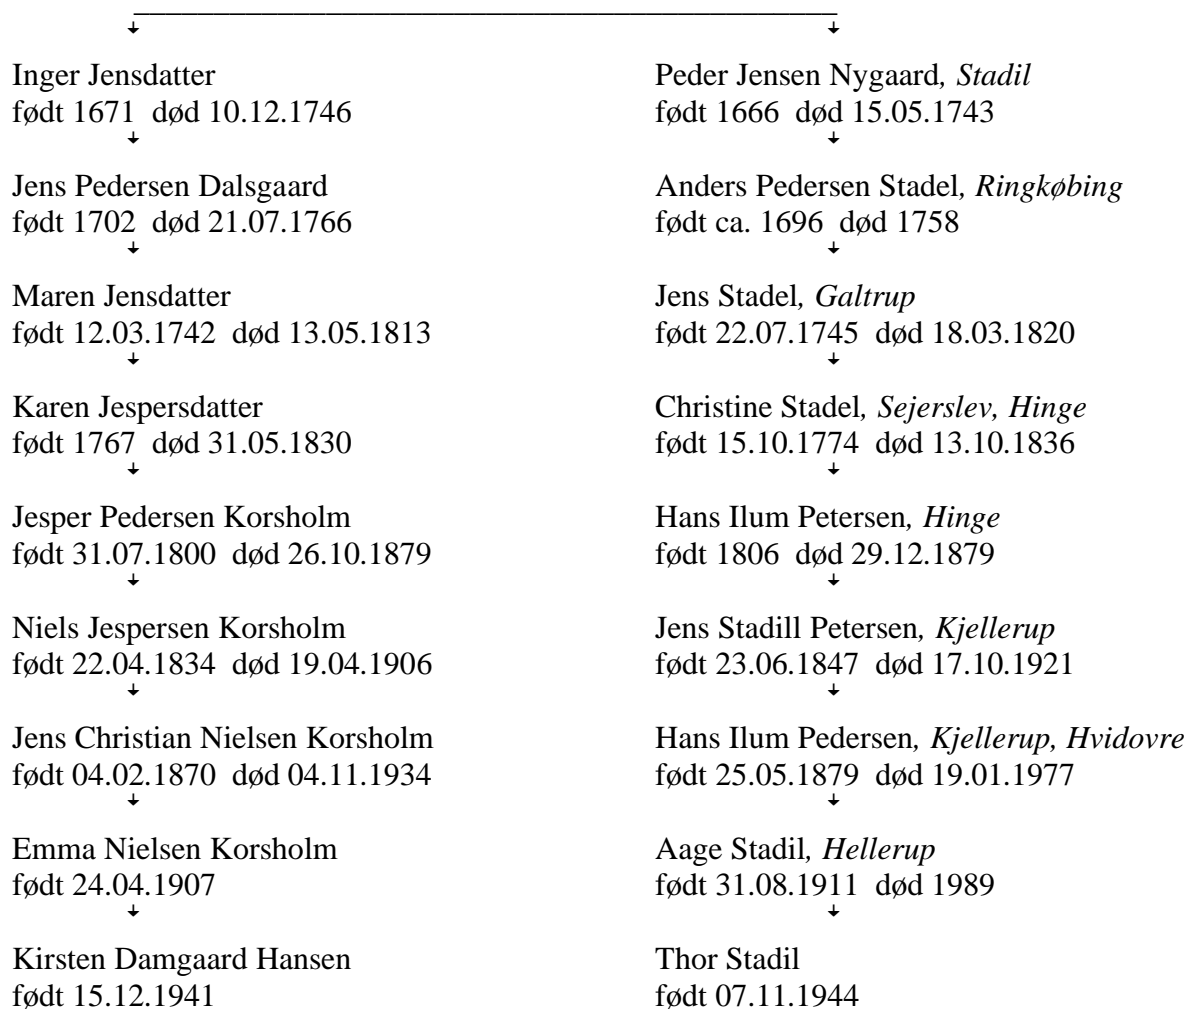 Inger Jensdatter
født 1671 død 10.12.1746
Jens Pedersen Dalsgaard
født 1702 død 21.07.1766
Maren Jensdatter
født 12.03.1742 død 13.05.1813
Karen Jespersdatter
født 1767 død 31.05.1830
Jesper Pedersen Korsholm
født 31.07.1800 død 26.10.1879
Niels Jespersen Korsholm
født 22.04.1834 død 19.04.1906
Jens Christian Nielsen Korsholm
født 04.02.1870 død 04.11.1934
Emma Nielsen Korsholm
født 24.04.1907
Kirsten Damgaard Hansen
født 15.12.1941
Peder Jensen Nygaard, Stadil
født 1666 død 15.05.1743
Anders Pedersen Stadel, Ringkøbing
født ca. 1696 død 1758
Jens Stadel, Galtrup
født 22.07.1745 død 18.03.1820
Christine Stadel, Sejerslev, Hinge
født 15.10.1774 død 13.10.1836
Hans Ilum Petersen, Hinge
født 1806 død 29.12.1879
Jens Stadill Petersen, Kjellerup
født 23.06.1847 død 17.10.1921
Hans Ilum Pedersen, Kjellerup, Hvidovre
født 25.05.1879 død 19.01.1977
Aage Stadil, Hellerup
født 31.08.1911 død 1989
Thor Stadil
født 07.11.1944